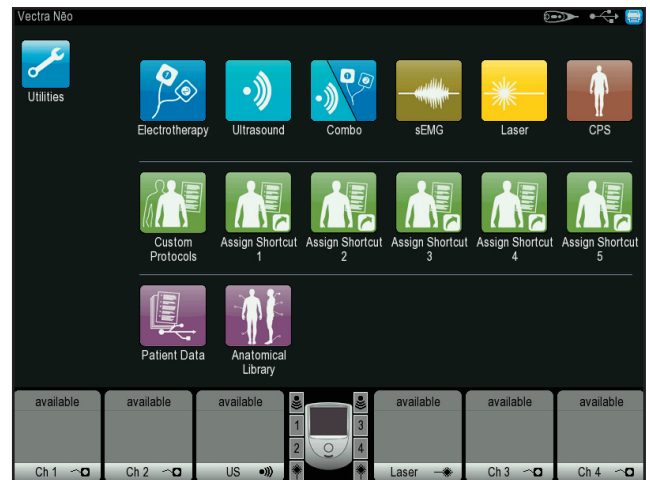 Vectra Nēo
Utilities
Electrotherapy
Ultrasound
Combo
sEMG
Laser
CPS
Custom
Protocols
Assign Shortcut
1
Assign Shortcut
2
Assign Shortcut
3
Assign Shortcut
4
Assign Shortcut
5
Patient Data
Anatomical
Library
available
available
available
available
available
available
1
3
2
4
Ch 1
Ch 2
US
Laser
Ch 3
Ch 4